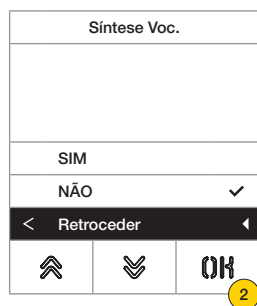 Síntese Voc.
SIM
NÃO ✓
< Retroceder
OK
2